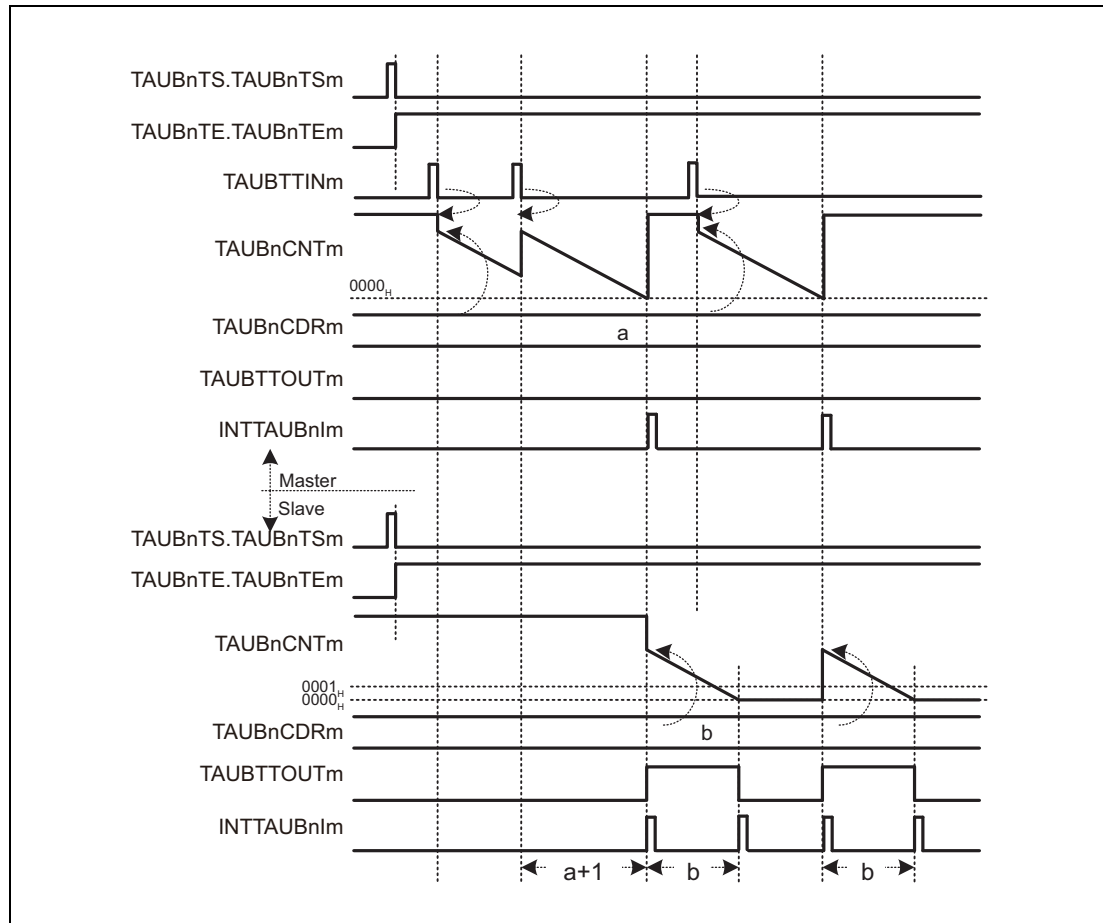 TAUBnTS.TAUBnTSm
TAUBnTE.TAUBnTEm
TAUBTTINm
TAUBnCNTm
0000H
TAUBnCDRm
a
TAUBTTOUTm
INTTAUBnIm
Master
Slave
TAUBnTS.TAUBnTSm
TAUBnTE.TAUBnTEm
TAUBnCNTm
0001H
0000H
TAUBnCDRm
b
TAUBTTOUTm
INTTAUBnIm
a+1 b b